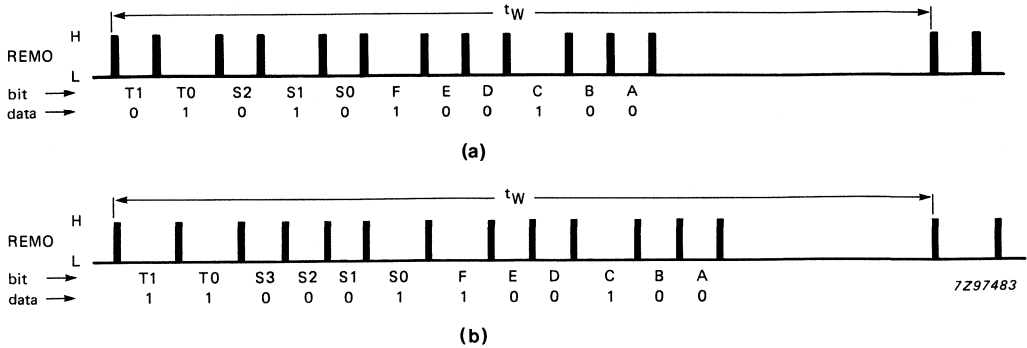 tW
H
REMO
L
bit T1 T0 S2 S1 S0 F E D C B A
data 0 1 0 1 0 1 0 0 1 0 0
(a)
tW
H
REMO
L
bit T1 T0 S3 S2 S1 S0 F E D C B A
data 1 1 0 0 0 1 1 0 0 1 0 0
7Z97483
(b)